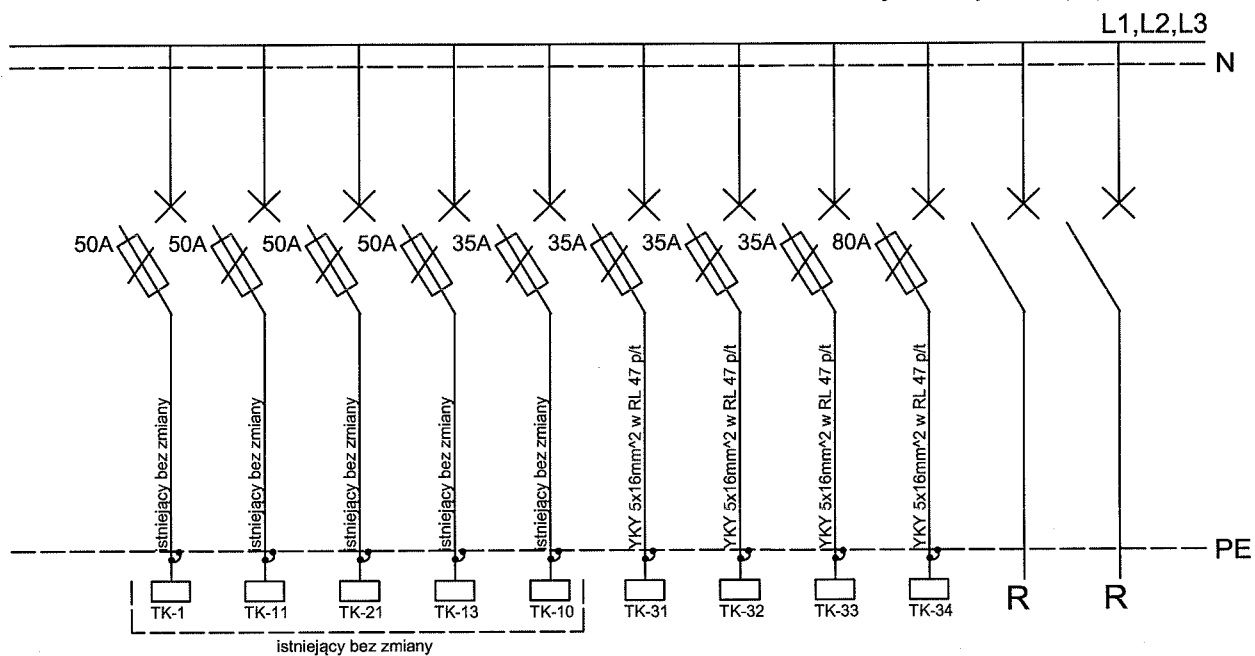 L1,L2,L3
N
50A
50A
50A
50A
35A
35A
35A
35A
80A
istniejący bez zmiany
istniejący bez zmiany
istniejący bez zmiany
istniejący bez zmiany
istniejący bez zmiany
YKY 5x16mm^2 w RL 47 p/t
YKY 5x16mm^2 w RL 47 p/t
YKY 5x16mm^2 w RL 47 p/t
YKY 5x16mm^2 w RL 47 p/t
PE
TK-1
TK-11
TK-21
TK-13
TK-10
TK-31
TK-32
TK-33
TK-34
R
R
istniejący bez zmiany